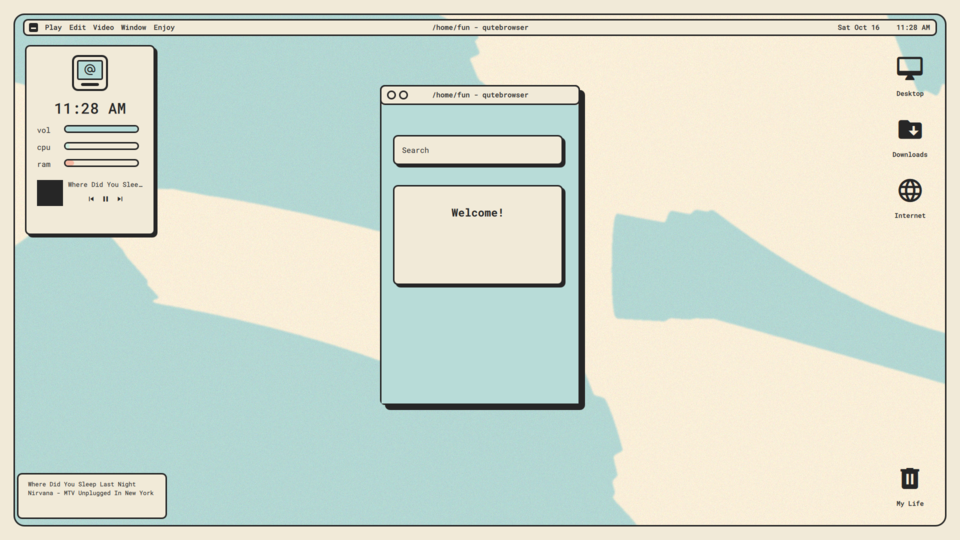 Play Edit Video Window Enjoy
/home/fun - qutebrowser
Sat Oct 16 11:28 AM
@
11:28 AM
vol
cpu
ram
Where Did You Slee…
/home/fun - qutebrowser
Search
Welcome!
Desktop
Downloads
Internet
My Life
Where Did You Sleep Last Night
Nirvana - MTV Unplugged In New York